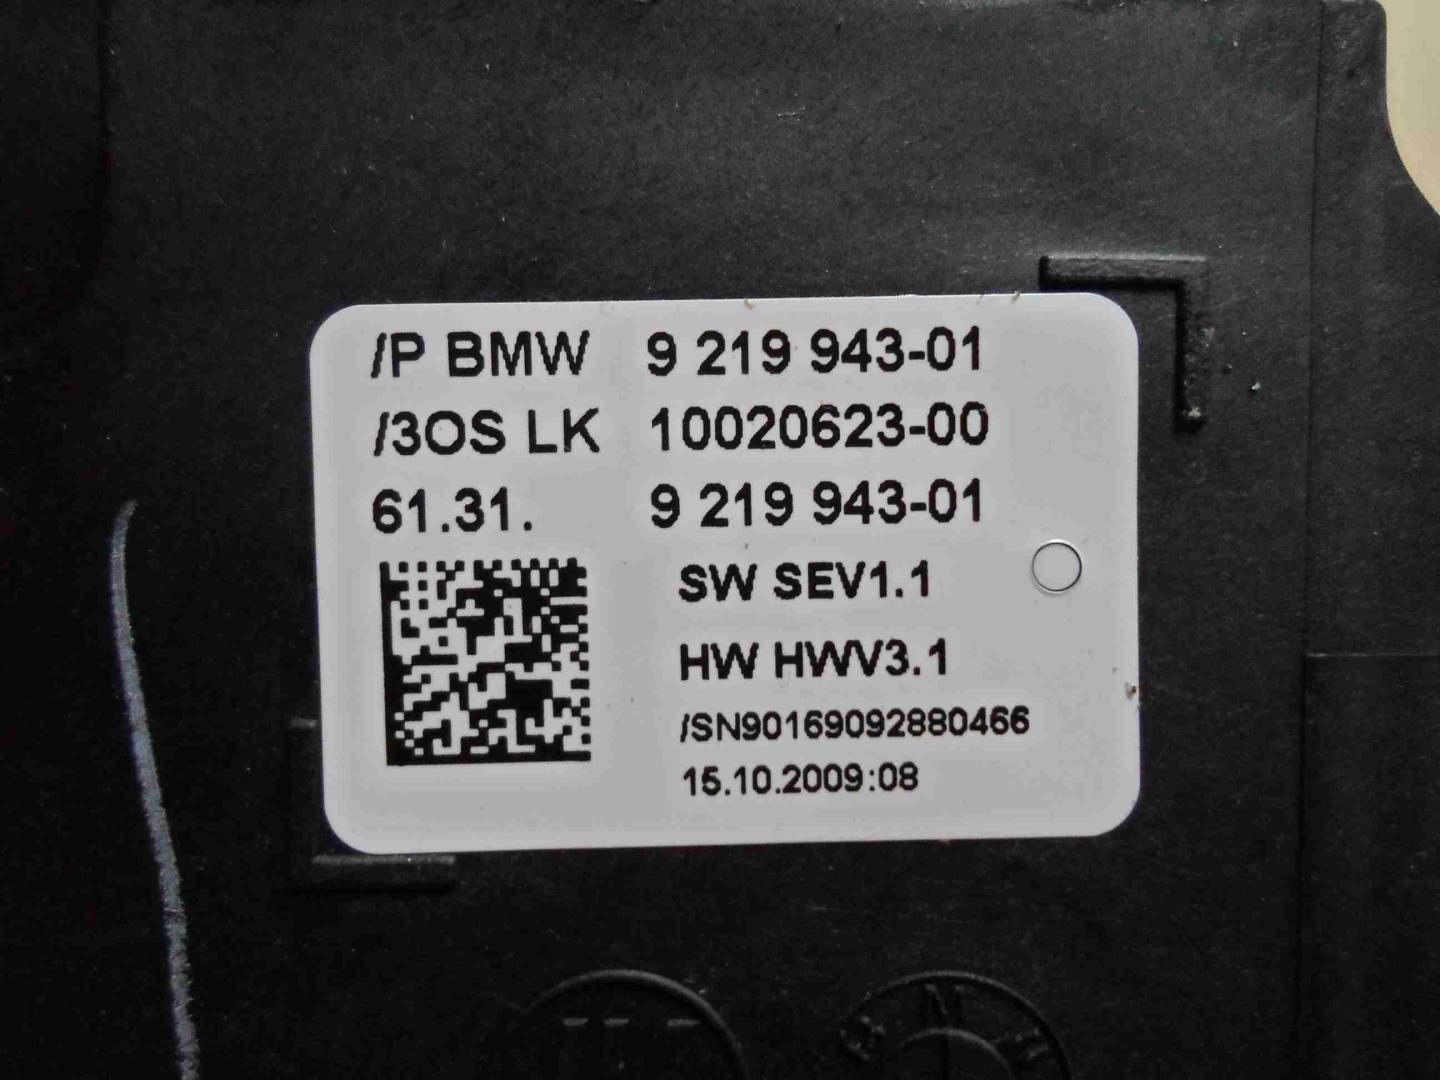 /P BMW 9 219 943-01
/3OS LK 10020623-00
61.31. 9 219 943-01
SW SEV1.1
HW HWV3.1
/SN90169092880466
15.10.2009:08
BMW